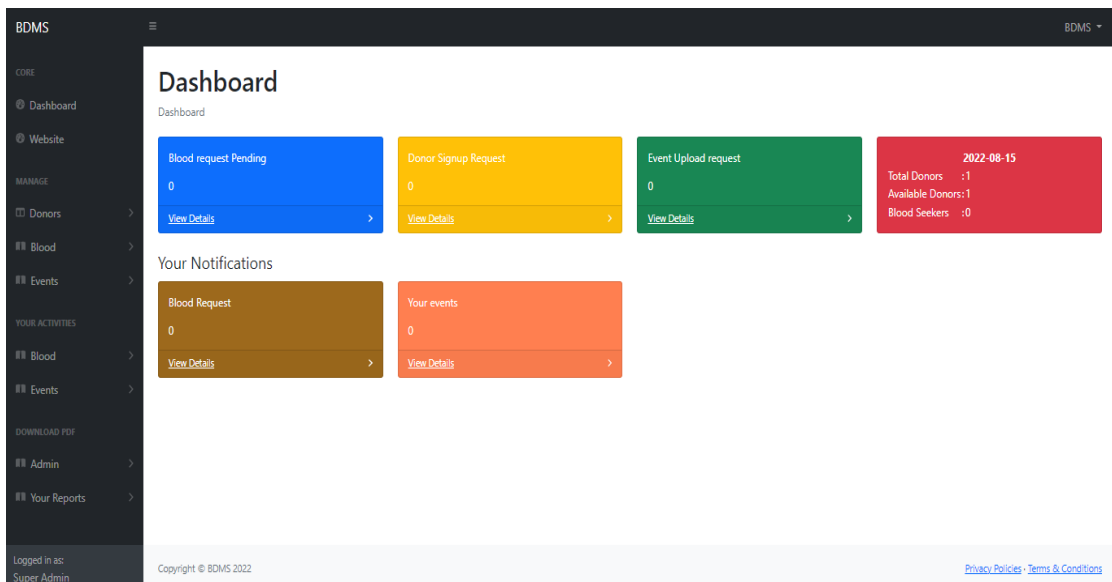 BDMS
BDMS
CORE
Dashboard
Website
MANAGE
Donors
Blood
Events
YOUR ACTIVITIES
Blood
Events
DOWNLOAD PDF
Admin
Your Reports
Logged in as:
Super Admin
Dashboard
Dashboard
Blood request Pending
0
View Details
Donor Signup Request
0
View Details
Event Upload request
0
View Details
2022-08-15
Total Donors :1
Available Donors:1
Blood Seekers :0
Your Notifications
Blood Request
0
View Details
Your events
0
View Details
Copyright © BDMS 2022
Privacy Policies · Terms & Conditions